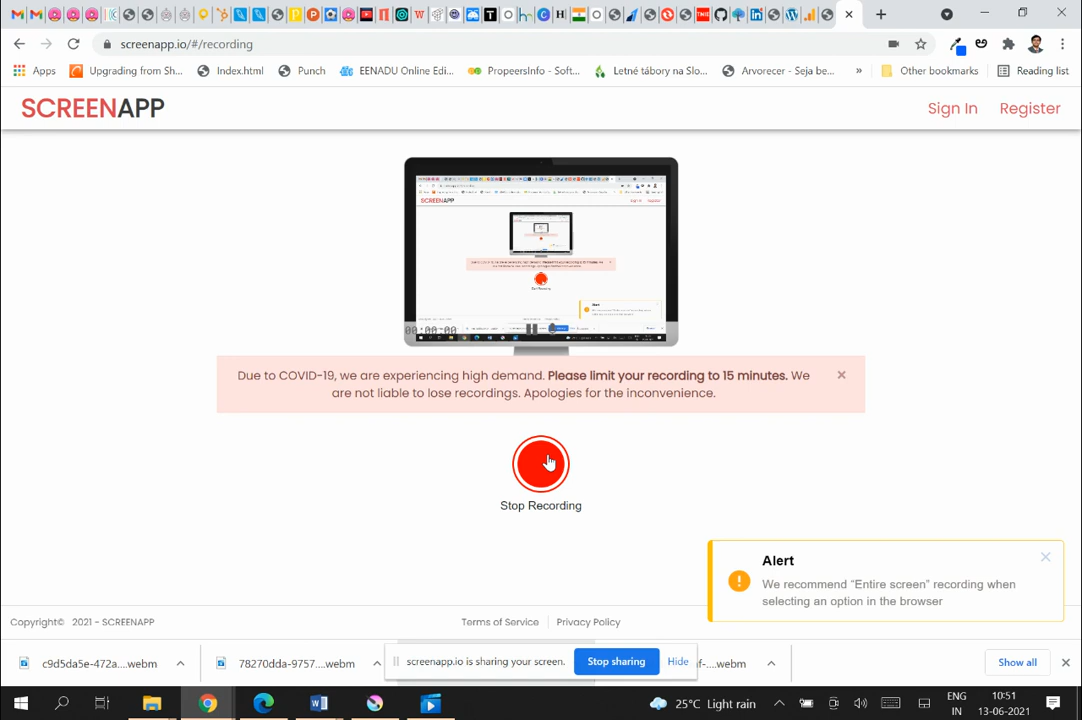 screenapp.io/#/recording
Apps
Upgrading from Sh...
Index.html
Punch
EENADU Online Edi...
PropeersInfo - Soft...
Letné tábory na Slo...
Arvorecer - Seja be...
»
Other bookmarks
Reading list
SCREENAPP
Sign In
Register
SCREENAPP
00:00:00
Due to COVID-19, we are experiencing high demand. Please limit your recording to 15 minutes. We
are not liable to lose recordings. Apologies for the inconvenience.
Stop Recording
Alert
We recommend “Entire screen” recording when
selecting an option in the browser
Copyright© 2021 - SCREENAPP
Terms of Service
Privacy Policy
c9d5da5e-472a....webm
78270dda-9757....webm
screenapp.io is sharing your screen.
Stop sharing
Hide
f-....webm
Show all
25°C Light rain
ENG
IN
10:51
13-06-2021